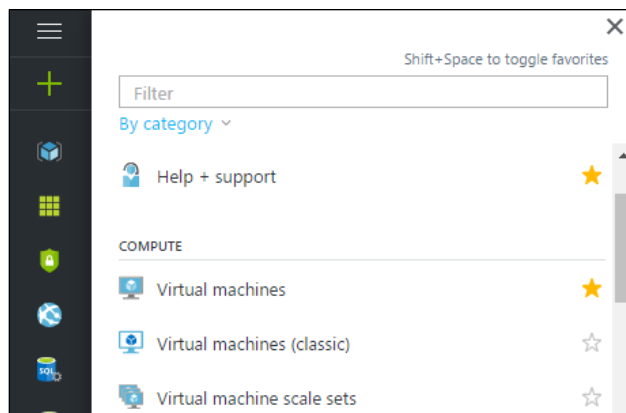 Shift+Space to toggle favorites
Filter
By category
Help + support
COMPUTE
Virtual machines
Virtual machines (classic)
Virtual machine scale sets
SQL